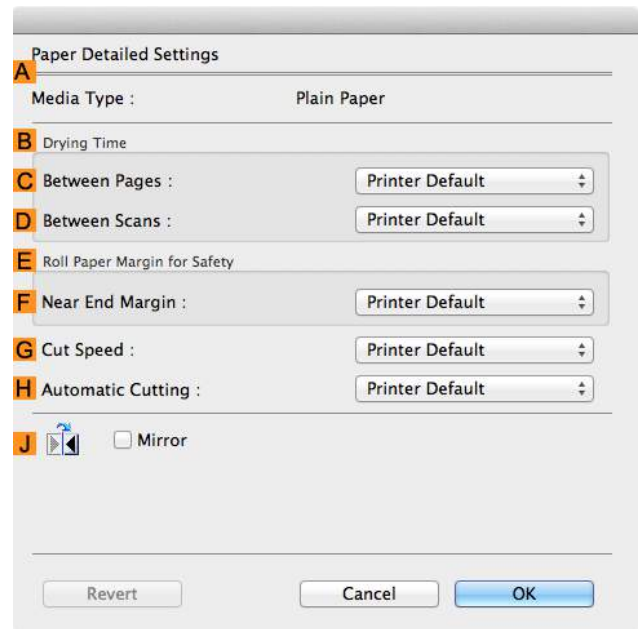 Paper Detailed Settings
A
Media Type : Plain Paper
B Drying Time
C Between Pages : Printer Default
D Between Scans : Printer Default
E Roll Paper Margin for Safety
F Near End Margin : Printer Default
G Cut Speed : Printer Default
H Automatic Cutting : Printer Default
J Mirror
Revert Cancel OK